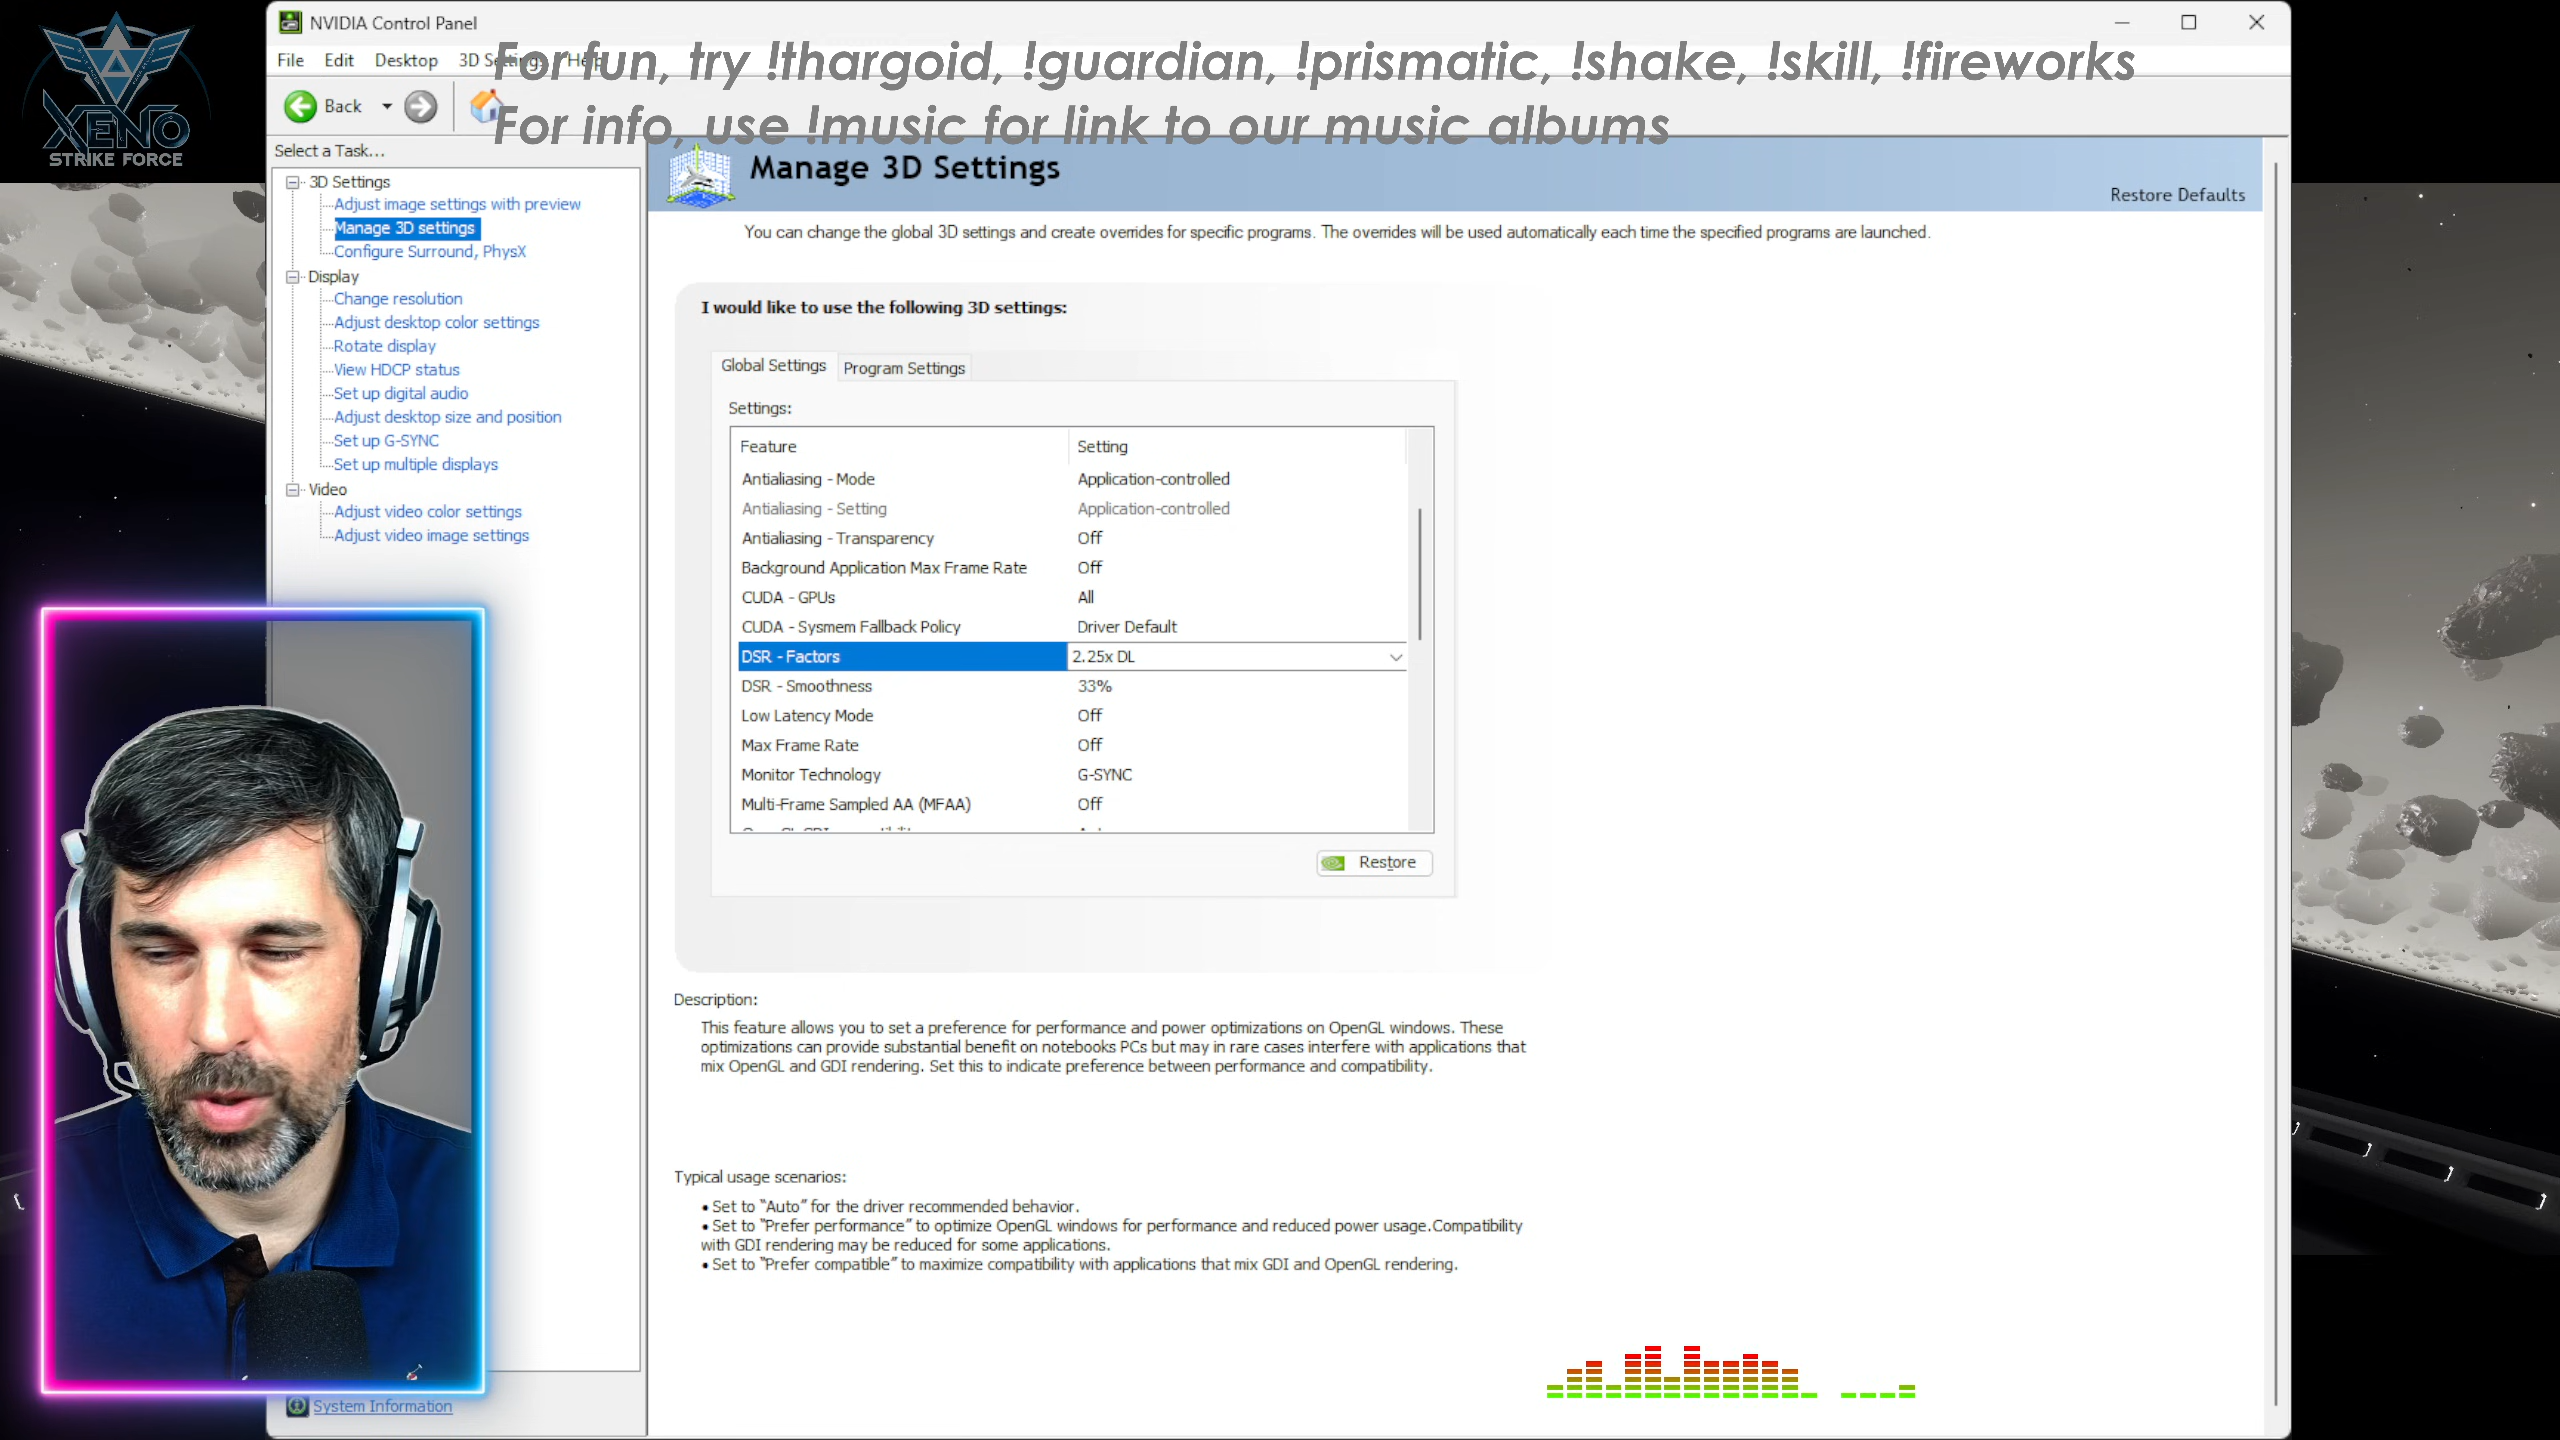 XENO
STRIKE FORCE
NVIDIA Control Panel
File Edit Desktop 3D Settings Help
For fun, try !thargoid, !guardian, !prismatic, !shake, !skill, !fireworks
For info, use !music for link to our music albums
Back
Select a Task...
3D Settings
Adjust image settings with preview
Manage 3D settings
Configure Surround, PhysX
Display
Change resolution
Adjust desktop color settings
Rotate display
View HDCP status
Set up digital audio
Adjust desktop size and position
Set up G-SYNC
Set up multiple displays
Video
Adjust video color settings
Adjust video image settings
System Information
Manage 3D Settings
Restore Defaults
You can change the global 3D settings and create overrides for specific programs. The overrides will be used automatically each time the specified programs are launched.
I would like to use the following 3D settings:
Global Settings Program Settings
Settings:
Feature Setting
Antialiasing - Mode Application-controlled
Antialiasing - Setting Application-controlled
Antialiasing - Transparency Off
Background Application Max Frame Rate Off
CUDA - GPUs All
CUDA - Sysmem Fallback Policy Driver Default
DSR - Factors 2.25x DL
DSR - Smoothness 33%
Low Latency Mode Off
Max Frame Rate Off
Monitor Technology G-SYNC
Multi-Frame Sampled AA (MFAA) Off
Restore
Description:
This feature allows you to set a preference for performance and power optimizations on OpenGL windows. These
optimizations can provide substantial benefit on notebooks PCs but may in rare cases interfere with applications that
mix OpenGL and GDI rendering. Set this to indicate preference between performance and compatibility.
Typical usage scenarios:
• Set to “Auto” for the driver recommended behavior.
• Set to “Prefer performance” to optimize OpenGL windows for performance and reduced power usage.Compatibility
with GDI rendering may be reduced for some applications.
• Set to “Prefer compatible” to maximize compatibility with applications that mix GDI and OpenGL rendering.